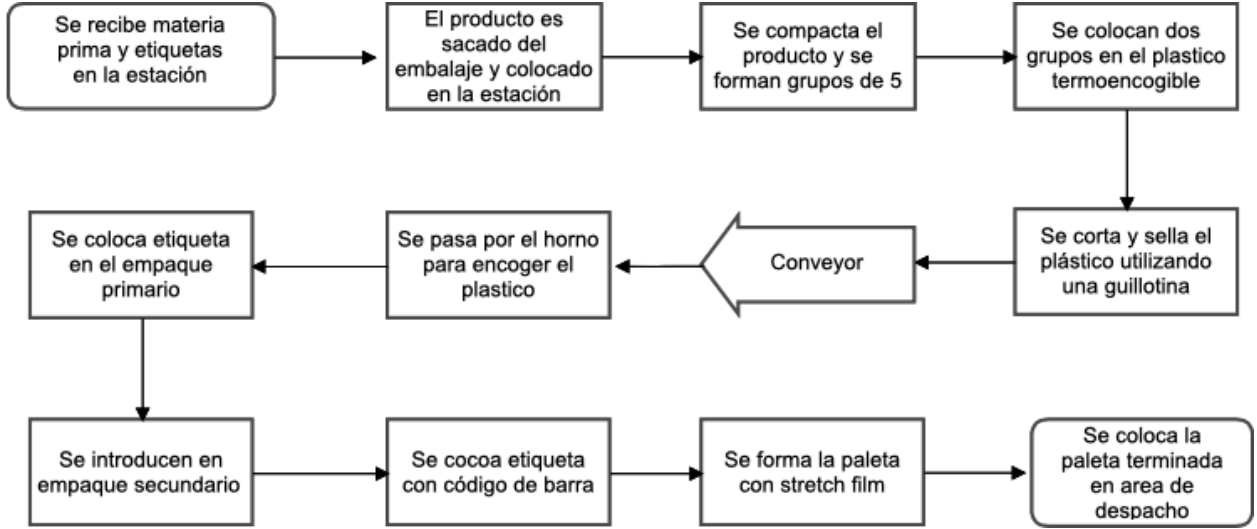 Se recibe materia
prima y etiquetas
en la estación
El producto es
sacado del
embalaje y colocado
en la estación
Se compacta el
producto y se
forman grupos de 5
Se colocan dos
grupos en el plastico
termoencogible
Se corta y sella el
plástico utilizando
una guillotina
Conveyor
Se pasa por el horno
para encoger el
plastico
Se coloca etiqueta
en el empaque
primario
Se introducen en
empaque secundario
Se cocoa etiqueta
con código de barra
Se forma la paleta
con stretch film
Se coloca la
paleta terminada
en area de
despacho